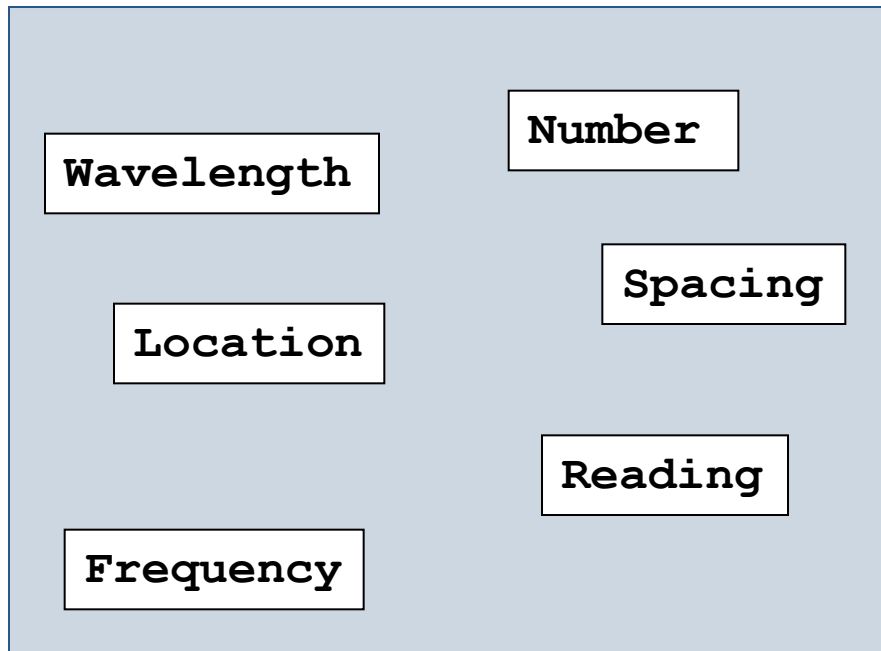 Number
Wavelength
Spacing
Location
Reading
Frequency